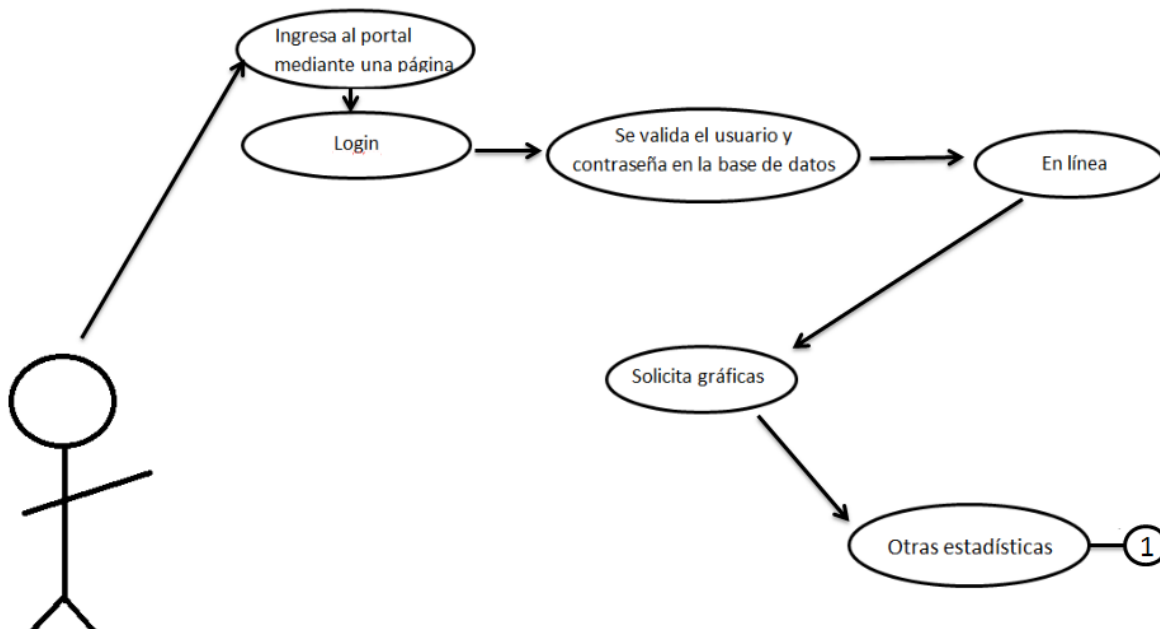 Ingresa al portal
mediante una página
Login
Se valida el usuario y
contraseña en la base de datos
En línea
Solicita gráficas
Otras estadísticas
1